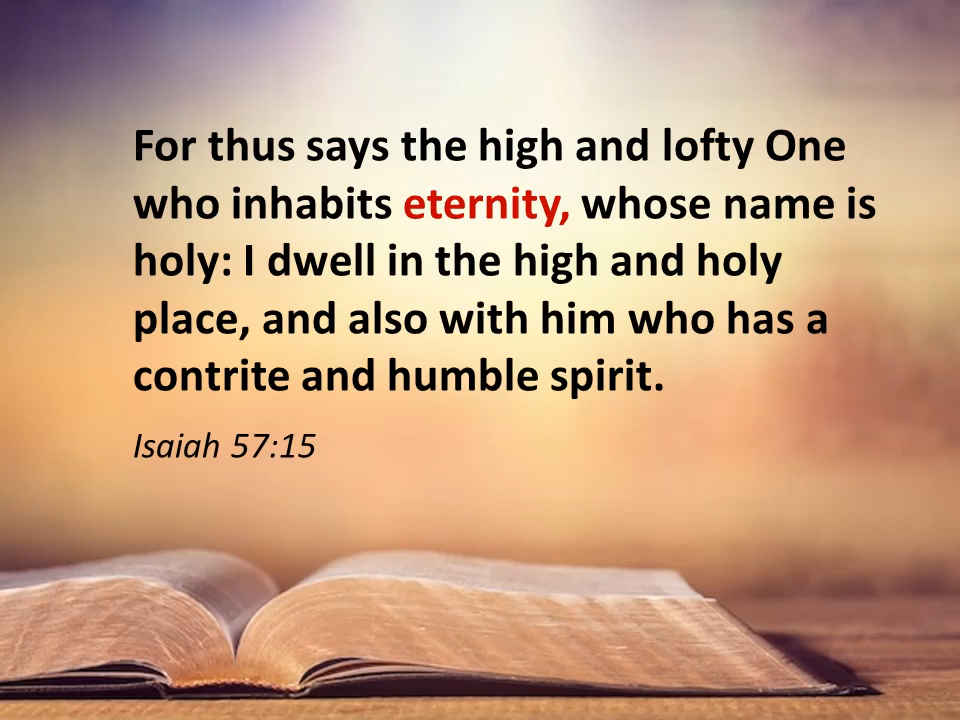 For thus says the high and lofty One
who inhabits eternity, whose name is
holy: I dwell in the high and holy
place, and also with him who has a
contrite and humble spirit.
Isaiah 57:15